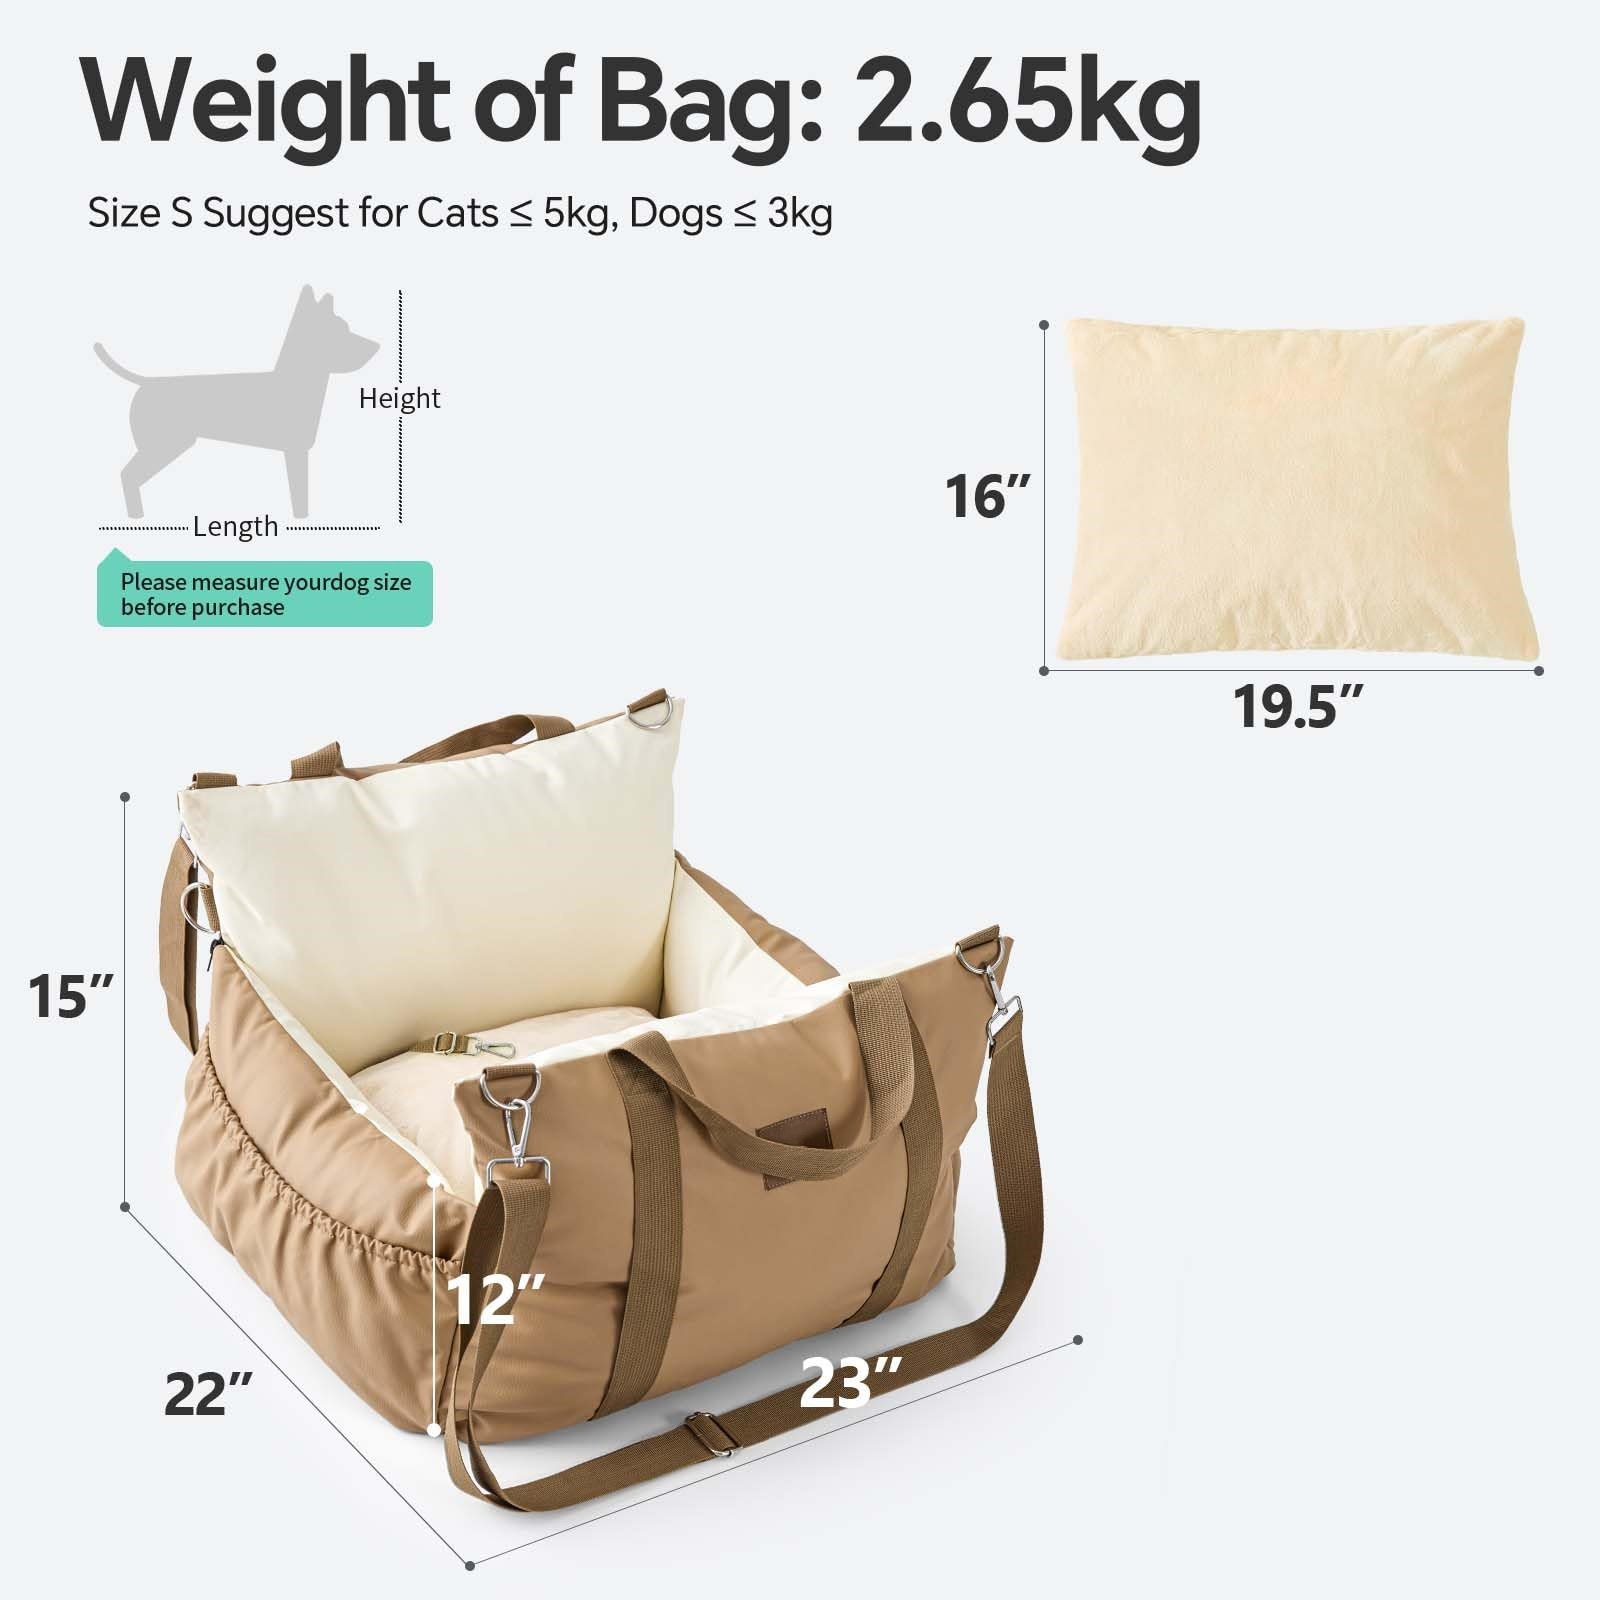 Weight of Bag: 2.65kg
Size S Suggest for Cats ≤ 5kg, Dogs ≤ 3kg
Height
Length
Please measure yourdog size
before purchase
16″
19.5″
15″
12″
22″
23″